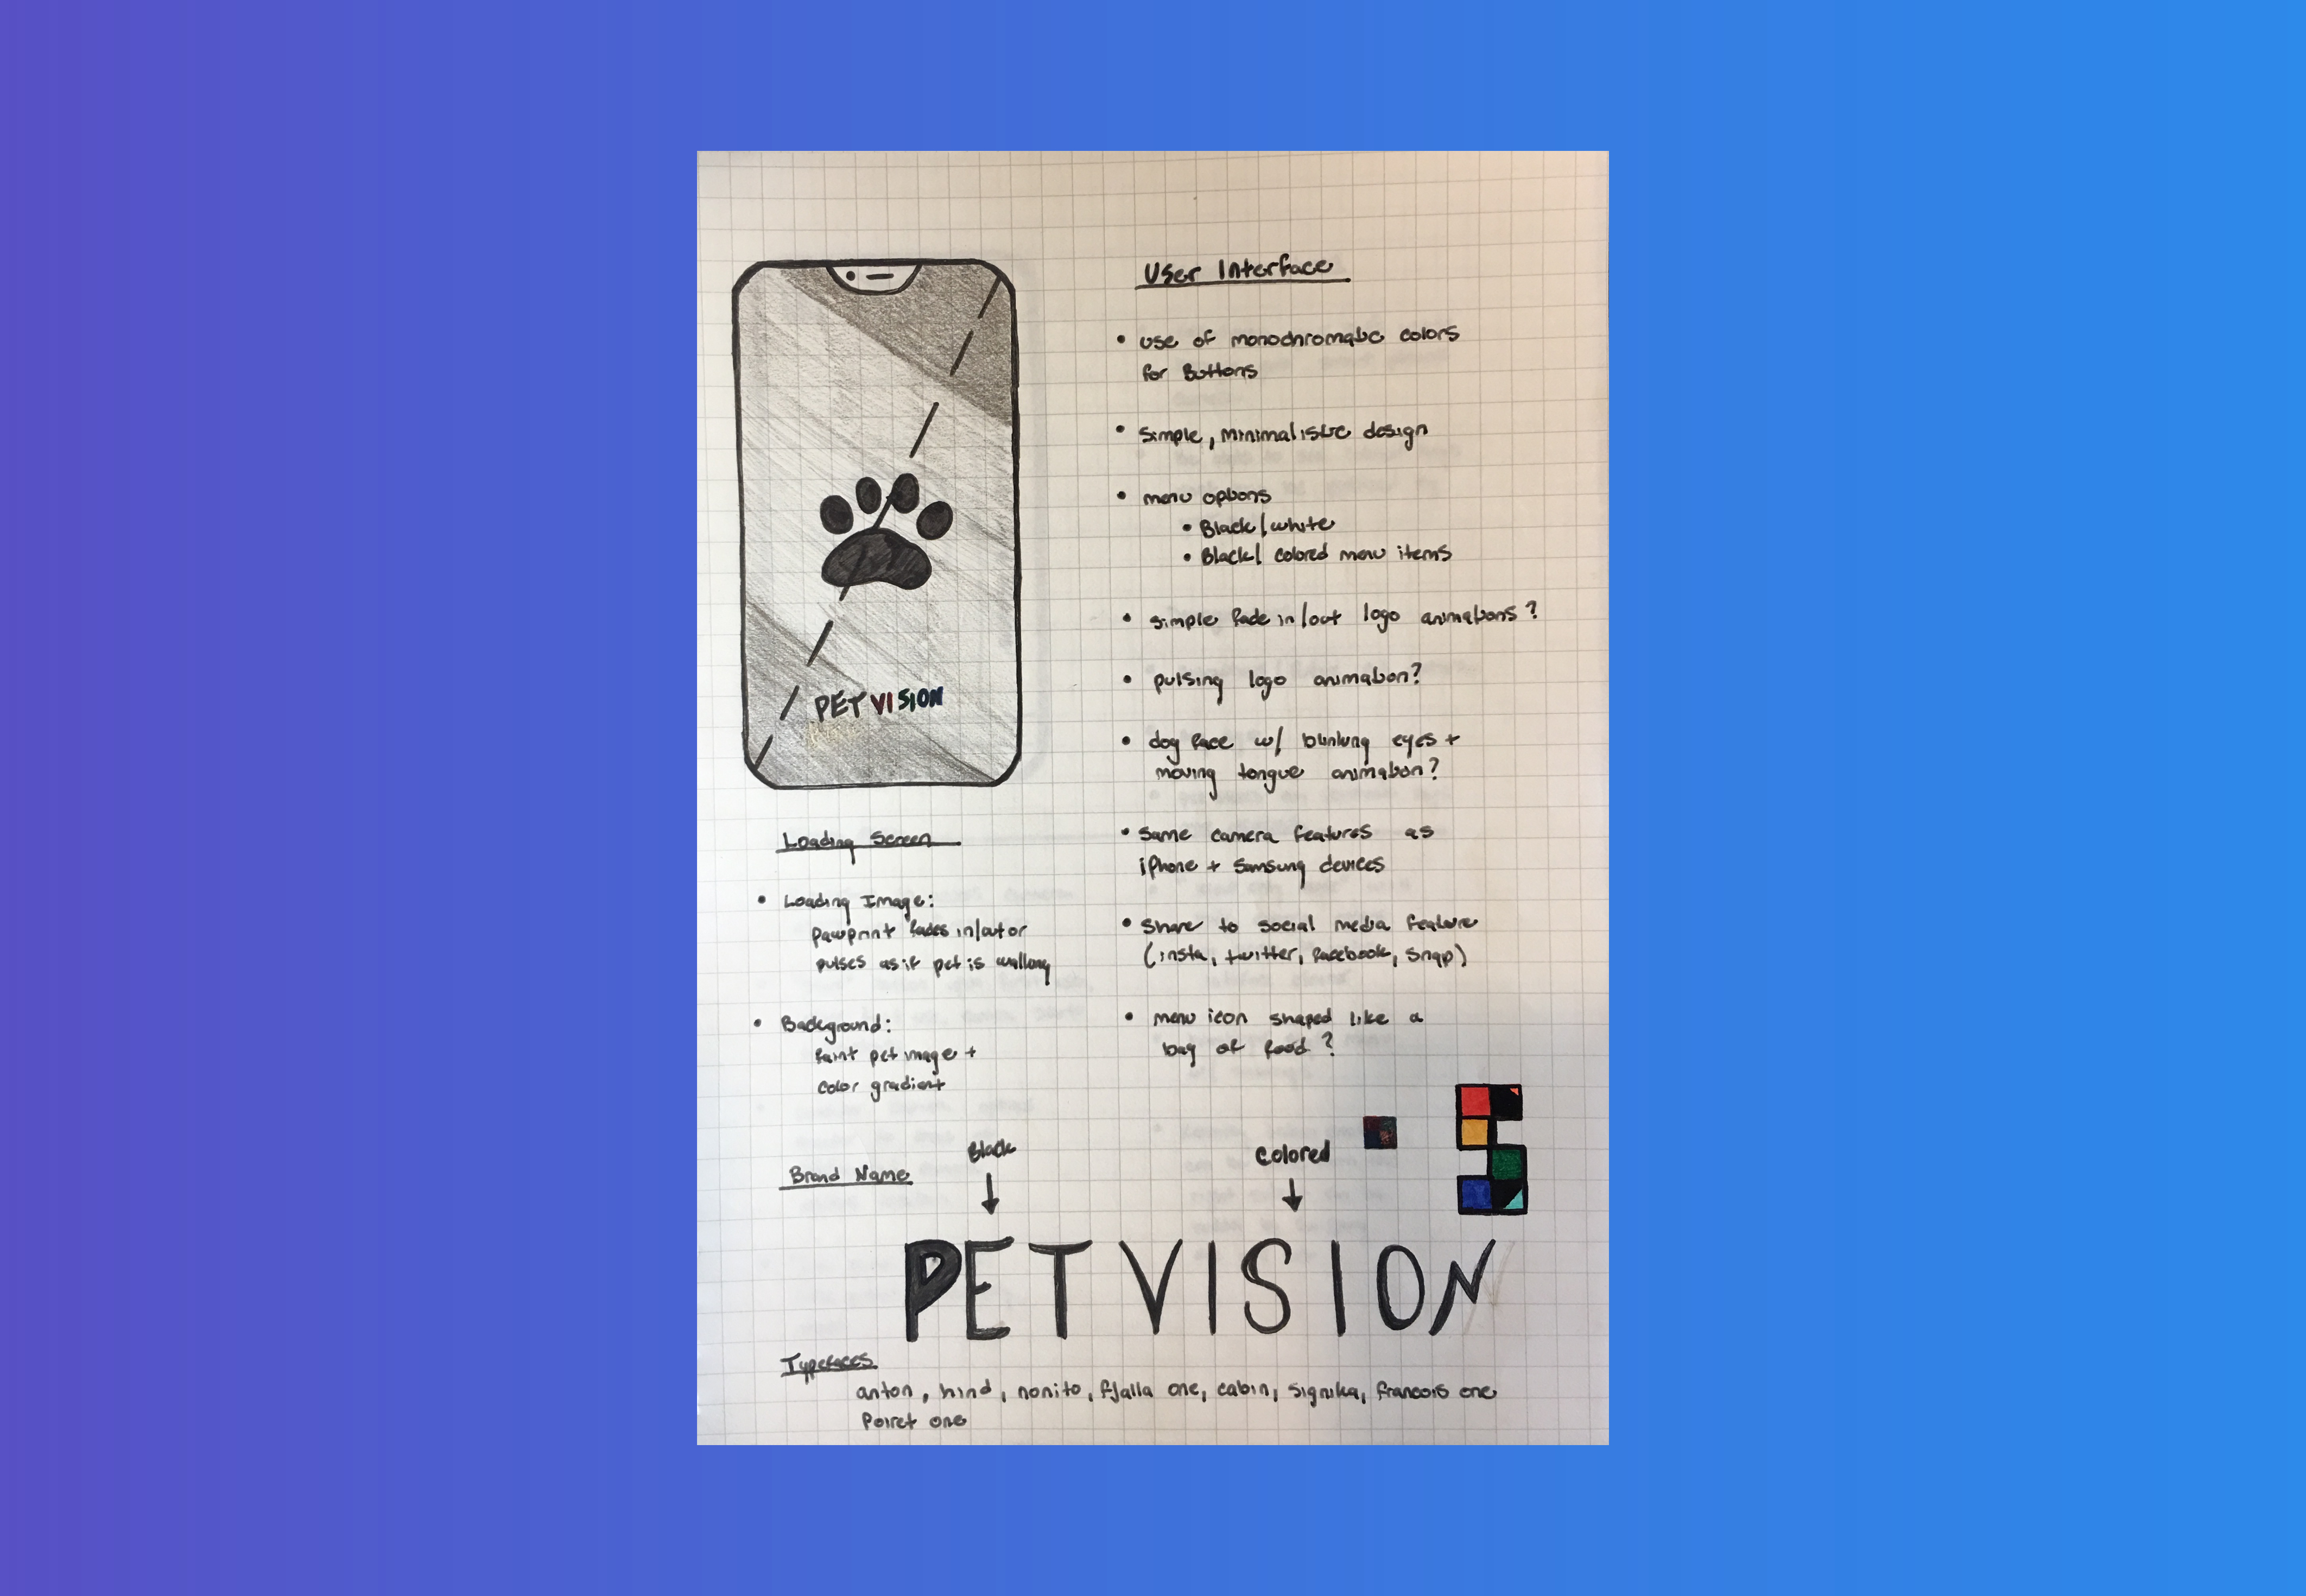 PET VISION
Loading Screen
• Loading Image:
Pawprint fades in/out or
pulses as if pet is walking
• Background:
faint pet image +
color gradient
User Interface
• use of monochromatic colors
for Buttons
• simple, minimalistic design
• menu options
• Black/white
• Black/ colored menu items
• simple fade in/out logo animations?
• pulsing logo animation?
• dog face w/ blinking eyes +
moving tongue animation?
• same camera features as
iPhone + Samsung devices
• Share to social media feature
(insta, twitter, facebook, snap)
• menu icon shaped like a
bag of food?
Brand Name
Black
Colored
S
PET VISION
Typefaces
anton, hind, nonito, fjalla one, cabin, signika, francois one
Poiret one